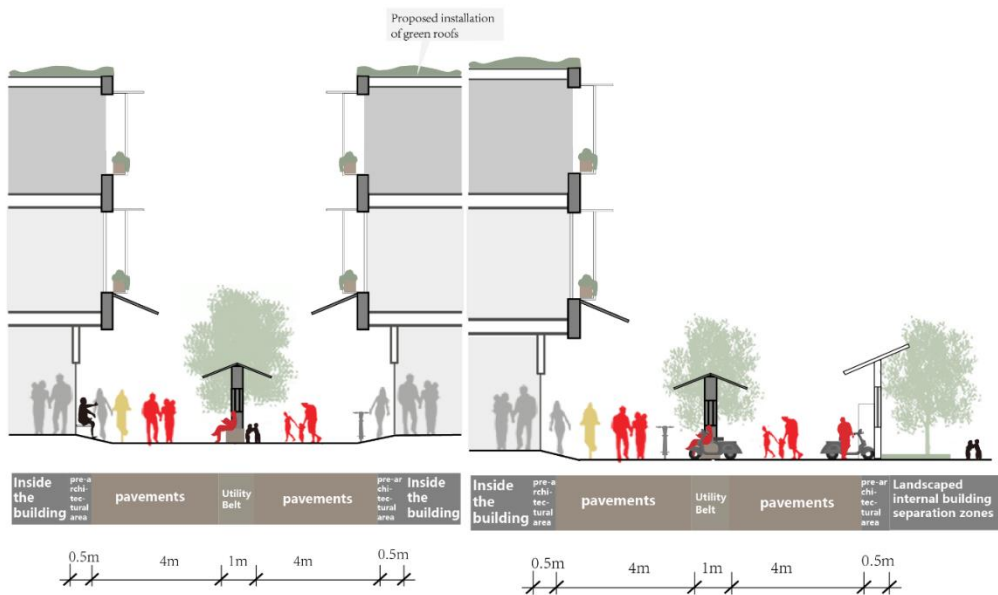 Proposed installation
of green roofs
Inside
the
building
pre-a
rchi-
tec-
tural
area
pavements
Utility
Belt
pavements
pre-ar
chi-
tec-
tural
area
Inside
the
building
0.5m
4m
1m
4m
0.5m
Inside
the
building
pre-ar
chi-
tec-
tural
area
pavements
Utility
Belt
pavements
pre-ar
chi-
tec-
tural
area
Landscaped
internal building
separation zones
0.5m
4m
1m
4m
0.5m